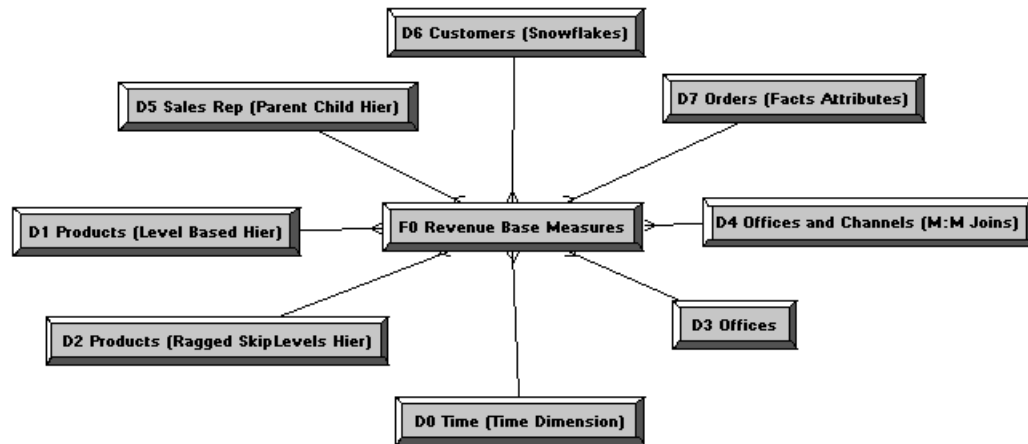 D6 Customers (Snowflakes)
D5 Sales Rep (Parent Child Hier)
D7 Orders (Facts Attributes)
D1 Products (Level Based Hier)
F0 Revenue Base Measures
D4 Offices and Channels (M:M Joins)
D2 Products (Ragged SkipLevels Hier)
D3 Offices
D0 Time (Time Dimension)